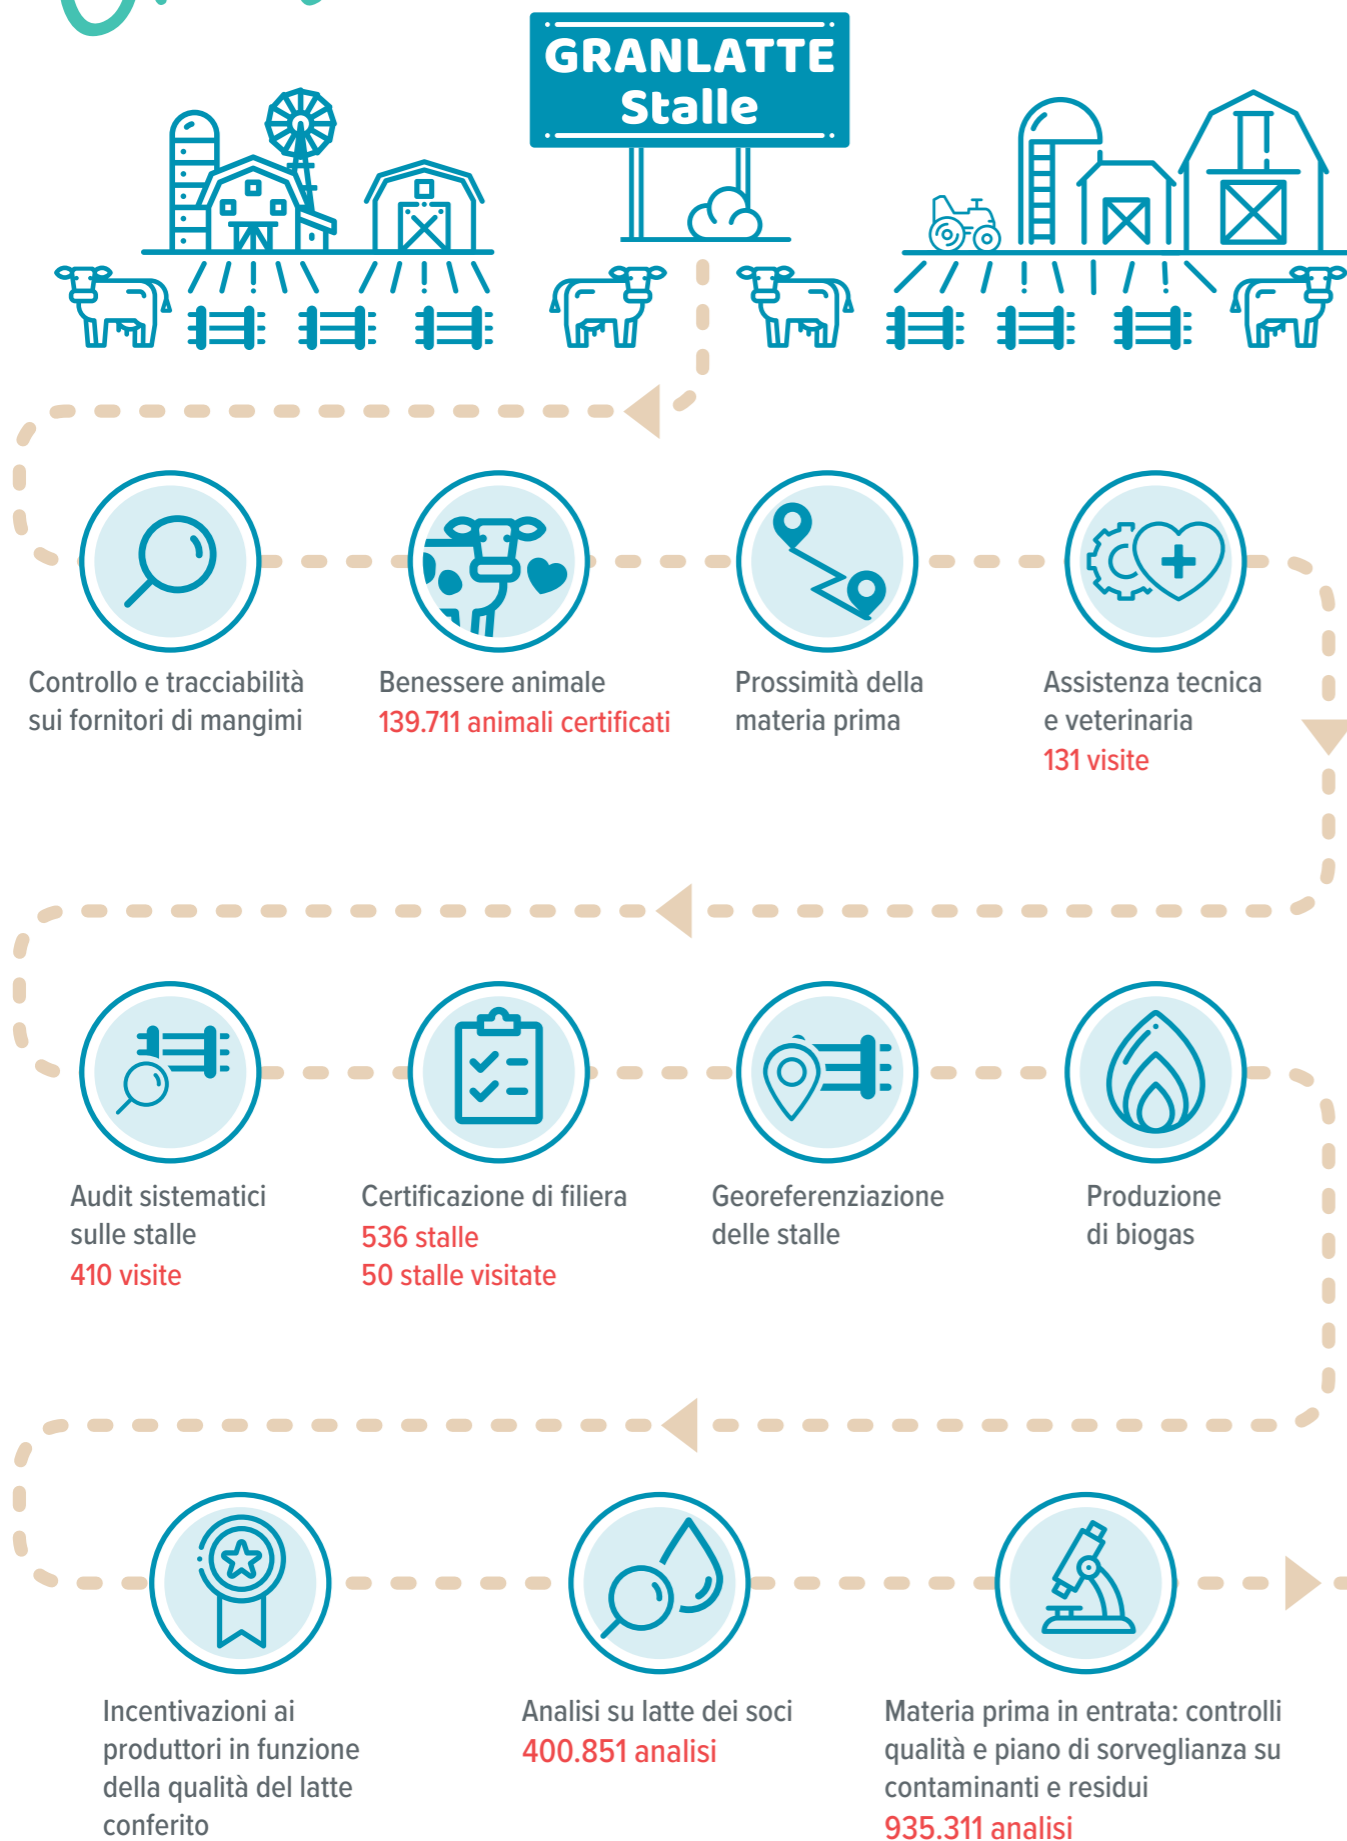 GRANLATTE
Stalle
Controllo e tracciabilità
sui fornitori di mangimi
Benessere animale
139.711 animali certificati
Prossimità della
materia prima
Assistenza tecnica
e veterinaria
131 visite
Audit sistematici
sulle stalle
410 visite
Certificazione di filiera
536 stalle
50 stalle visitate
Georeferenziazione
delle stalle
Produzione
di biogas
Incentivazioni ai
produttori in funzione
della qualità del latte
conferito
Analisi su latte dei soci
400.851 analisi
Materia prima in entrata: controlli
qualità e piano di sorveglianza su
contaminanti e residui
935.311 analisi